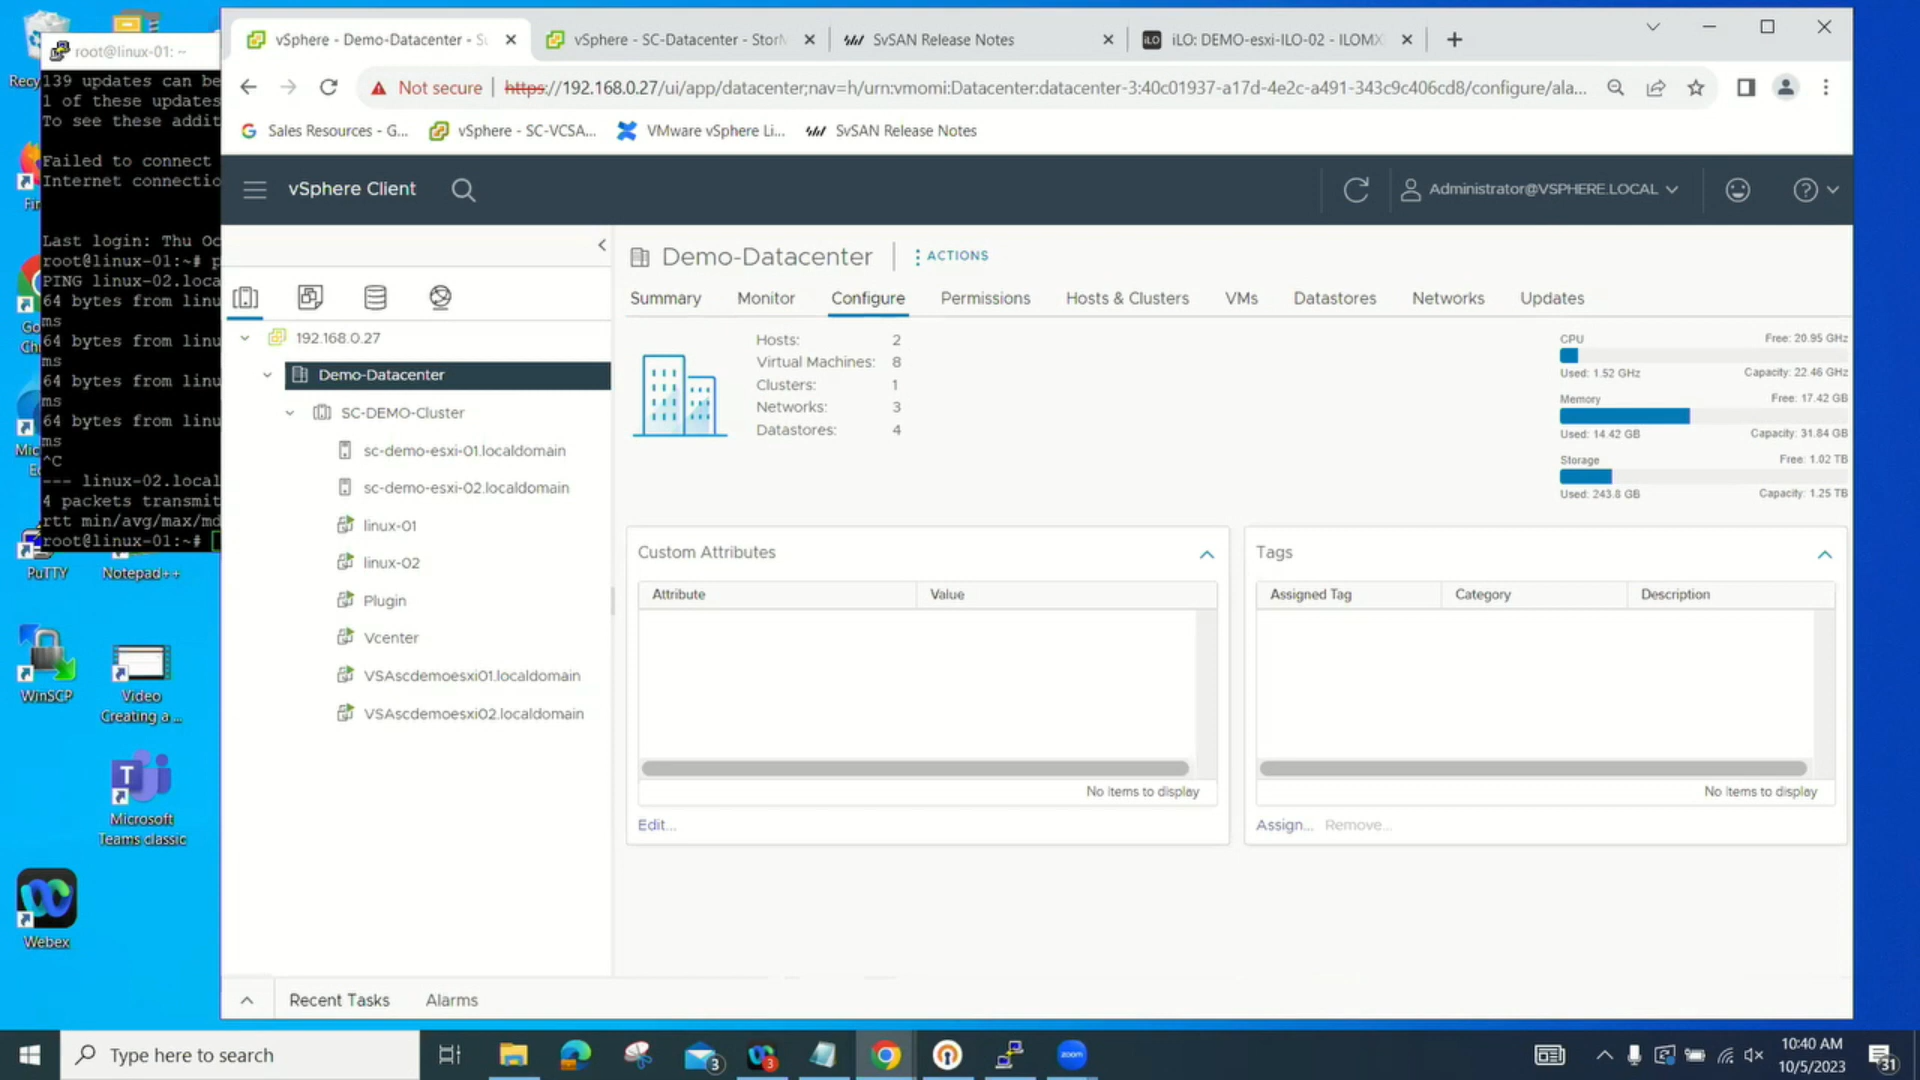 root@linux-01: ~
139 updates can be
1 of these updates
To see these addit
Failed to connect
Internet connectio
Last login: Thu Oc
root@linux-01:~# p
PING linux-02.loca
64 bytes from linu
ms
64 bytes from linu
ms
64 bytes from linu
ms
64 bytes from linu
ms
^C
--- linux-02.local
4 packets transmit
rtt min/avg/max/md
root@linux-01:~#
PuTTY
Notepad++
WinSCP
Video
Creating a ...
Microsoft
Teams classic
Webex
vSphere - Demo-Datacenter - Su
vSphere - SC-Datacenter - StorM
SvSAN Release Notes
iLO: DEMO-esxi-ILO-02 - ILOMX
Not secure
https://192.168.0.27/ui/app/datacenter;nav=h/urn:vmomi:Datacenter:datacenter-3:40c01937-a17d-4e2c-a491-343c9c406cd8/configure/ala...
Sales Resources - G...
vSphere - SC-VCSA...
VMware vSphere Li...
SvSAN Release Notes
vSphere Client
Administrator@VSPHERE.LOCAL
192.168.0.27
Demo-Datacenter
SC-DEMO-Cluster
sc-demo-esxi-01.localdomain
sc-demo-esxi-02.localdomain
linux-01
linux-02
Plugin
Vcenter
VSAscdemoesxi01.localdomain
VSAscdemoesxi02.localdomain
Demo-Datacenter
ACTIONS
Summary Monitor Configure Permissions Hosts & Clusters VMs Datastores Networks Updates
Hosts: 2
Virtual Machines: 8
Clusters: 1
Networks: 3
Datastores: 4
CPU Free: 20.95 GHz
Used: 1.52 GHz Capacity: 22.46 GHz
Memory Free: 17.42 GB
Used: 14.42 GB Capacity: 31.84 GB
Storage Free: 1.02 TB
Used: 243.8 GB Capacity: 1.25 TB
Custom Attributes
Attribute Value
No items to display
Edit...
Tags
Assigned Tag Category Description
No items to display
Assign... Remove...
Recent Tasks Alarms
Type here to search
3
3
zoom
10:40 AM
10/5/2023
31